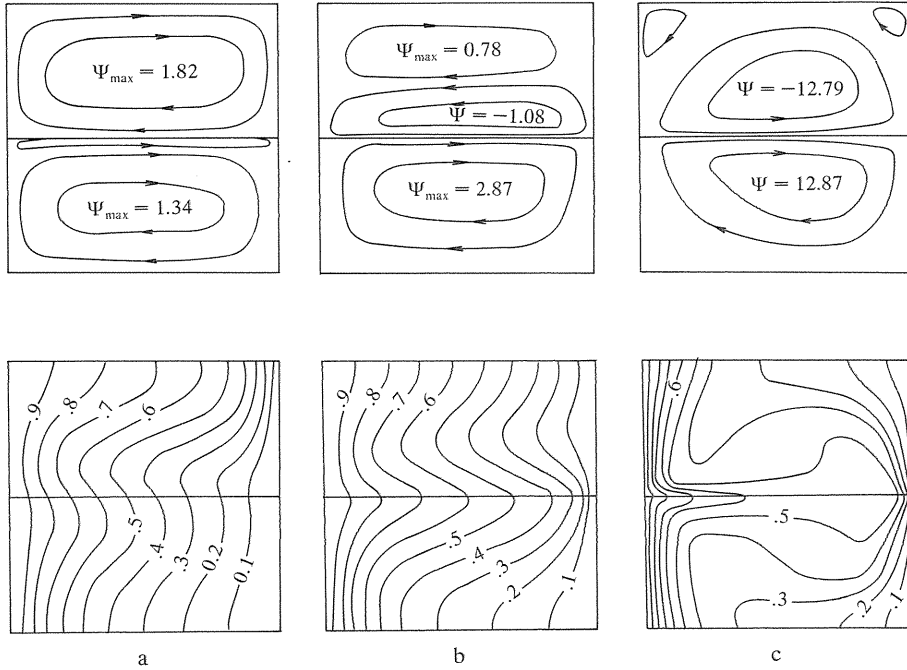 Ψmax = 1.82
Ψmax = 1.34
Ψmax = 0.78
Ψ = −1.08
Ψmax = 2.87
Ψ = −12.79
Ψ = 12.87
.9 .8 .7 .6
.5 .4 .3 0.2 0.1
.9 .8 .7 .6
.5 .4 .3 .2 .1
.6
.5
.3 .2 .1
a b c